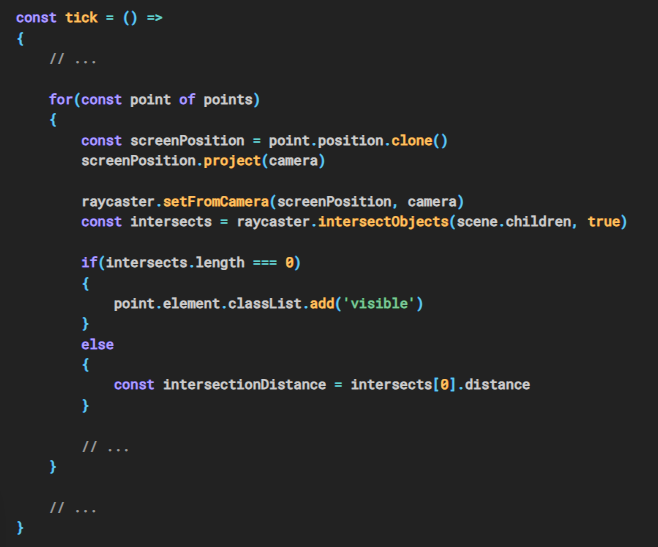 const tick = () =>
{
    // ...

    for(const point of points)
    {
        const screenPosition = point.position.clone()
        screenPosition.project(camera)

        raycaster.setFromCamera(screenPosition, camera)
        const intersects = raycaster.intersectObjects(scene.children, true)

        if(intersects.length === 0)
        {
            point.element.classList.add('visible')
        }
        else
        {
            const intersectionDistance = intersects[0].distance
        }

        // ...
    }

    // ...
}